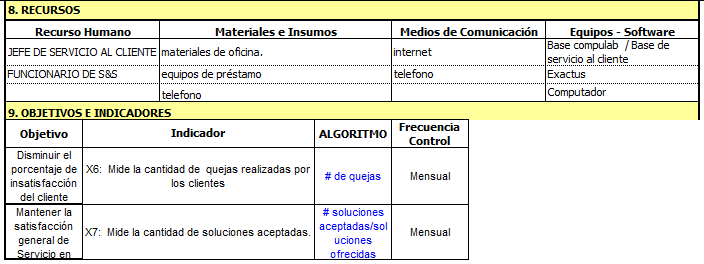 8. RECURSOS
Recurso Humano Materiales e Insumos Medios de Comunicación Equipos - Software
JEFE DE SERVICIO AL CLIENTE materiales de oficina. internet Base compulab / Base de
servicio al cliente
FUNCIONARIO DE S&S equipos de préstamo telefono Exactus
telefono Computador
9. OBJETIVOS E INDICADORES
Objetivo Indicador ALGORITMO Frecuencia
Control
Disminuir el
porcentaje de
insatisfacción
del cliente
X6: Mide la cantidad de quejas realizadas por
los clientes
# de quejas
Mensual
Mantener la
satisfacción
general de
Servicio en
X7: Mide la cantidad de soluciones aceptadas.
# soluciones
aceptadas/sol
uciones
ofrecidas
Mensual